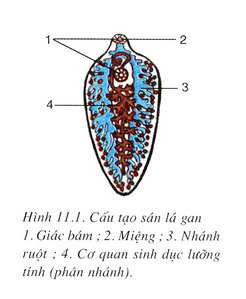 1
2
3
4
Hình 11.1. Cấu tạo sán lá gan
1. Giác bám ; 2. Miệng ; 3. Nhánh
ruột ; 4. Cơ quan sinh dục lưỡng
tính (phân nhánh).